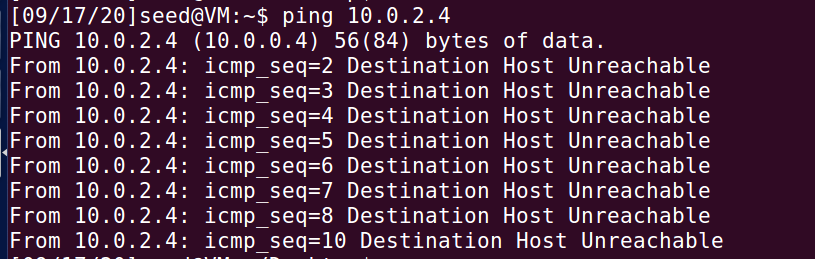 [09/17/20]seed@VM:~$ ping 10.0.2.4
PING 10.0.2.4 (10.0.0.4) 56(84) bytes of data.
From 10.0.2.4: icmp_seq=2 Destination Host Unreachable
From 10.0.2.4: icmp_seq=3 Destination Host Unreachable
From 10.0.2.4: icmp_seq=4 Destination Host Unreachable
From 10.0.2.4: icmp_seq=5 Destination Host Unreachable
From 10.0.2.4: icmp_seq=6 Destination Host Unreachable
From 10.0.2.4: icmp_seq=7 Destination Host Unreachable
From 10.0.2.4: icmp_seq=8 Destination Host Unreachable
From 10.0.2.4: icmp_seq=10 Destination Host Unreachable